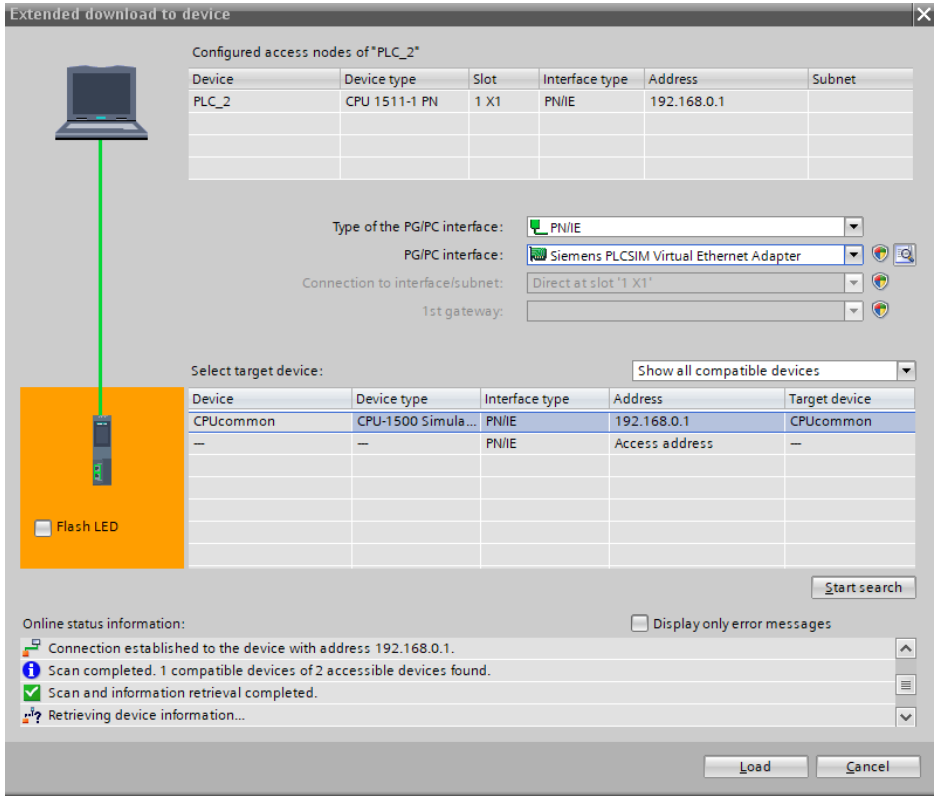 Extended download to device
Configured access nodes of "PLC_2"
Device Device type Slot Interface type Address Subnet
PLC_2 CPU 1511-1 PN 1 X1 PN/IE 192.168.0.1
Type of the PG/PC interface: PN/IE
PG/PC interface: Siemens PLCSIM Virtual Ethernet Adapter
Connection to interface/subnet: Direct at slot '1 X1'
1st gateway:
Select target device: Show all compatible devices
Device Device type Interface type Address Target device
CPUcommon CPU-1500 Simula... PN/IE 192.168.0.1 CPUcommon
— — PN/IE Access address —
Flash LED
Start search
Online status information: Display only error messages
Connection established to the device with address 192.168.0.1.
Scan completed. 1 compatible devices of 2 accessible devices found.
Scan and information retrieval completed.
Retrieving device information...
Load Cancel